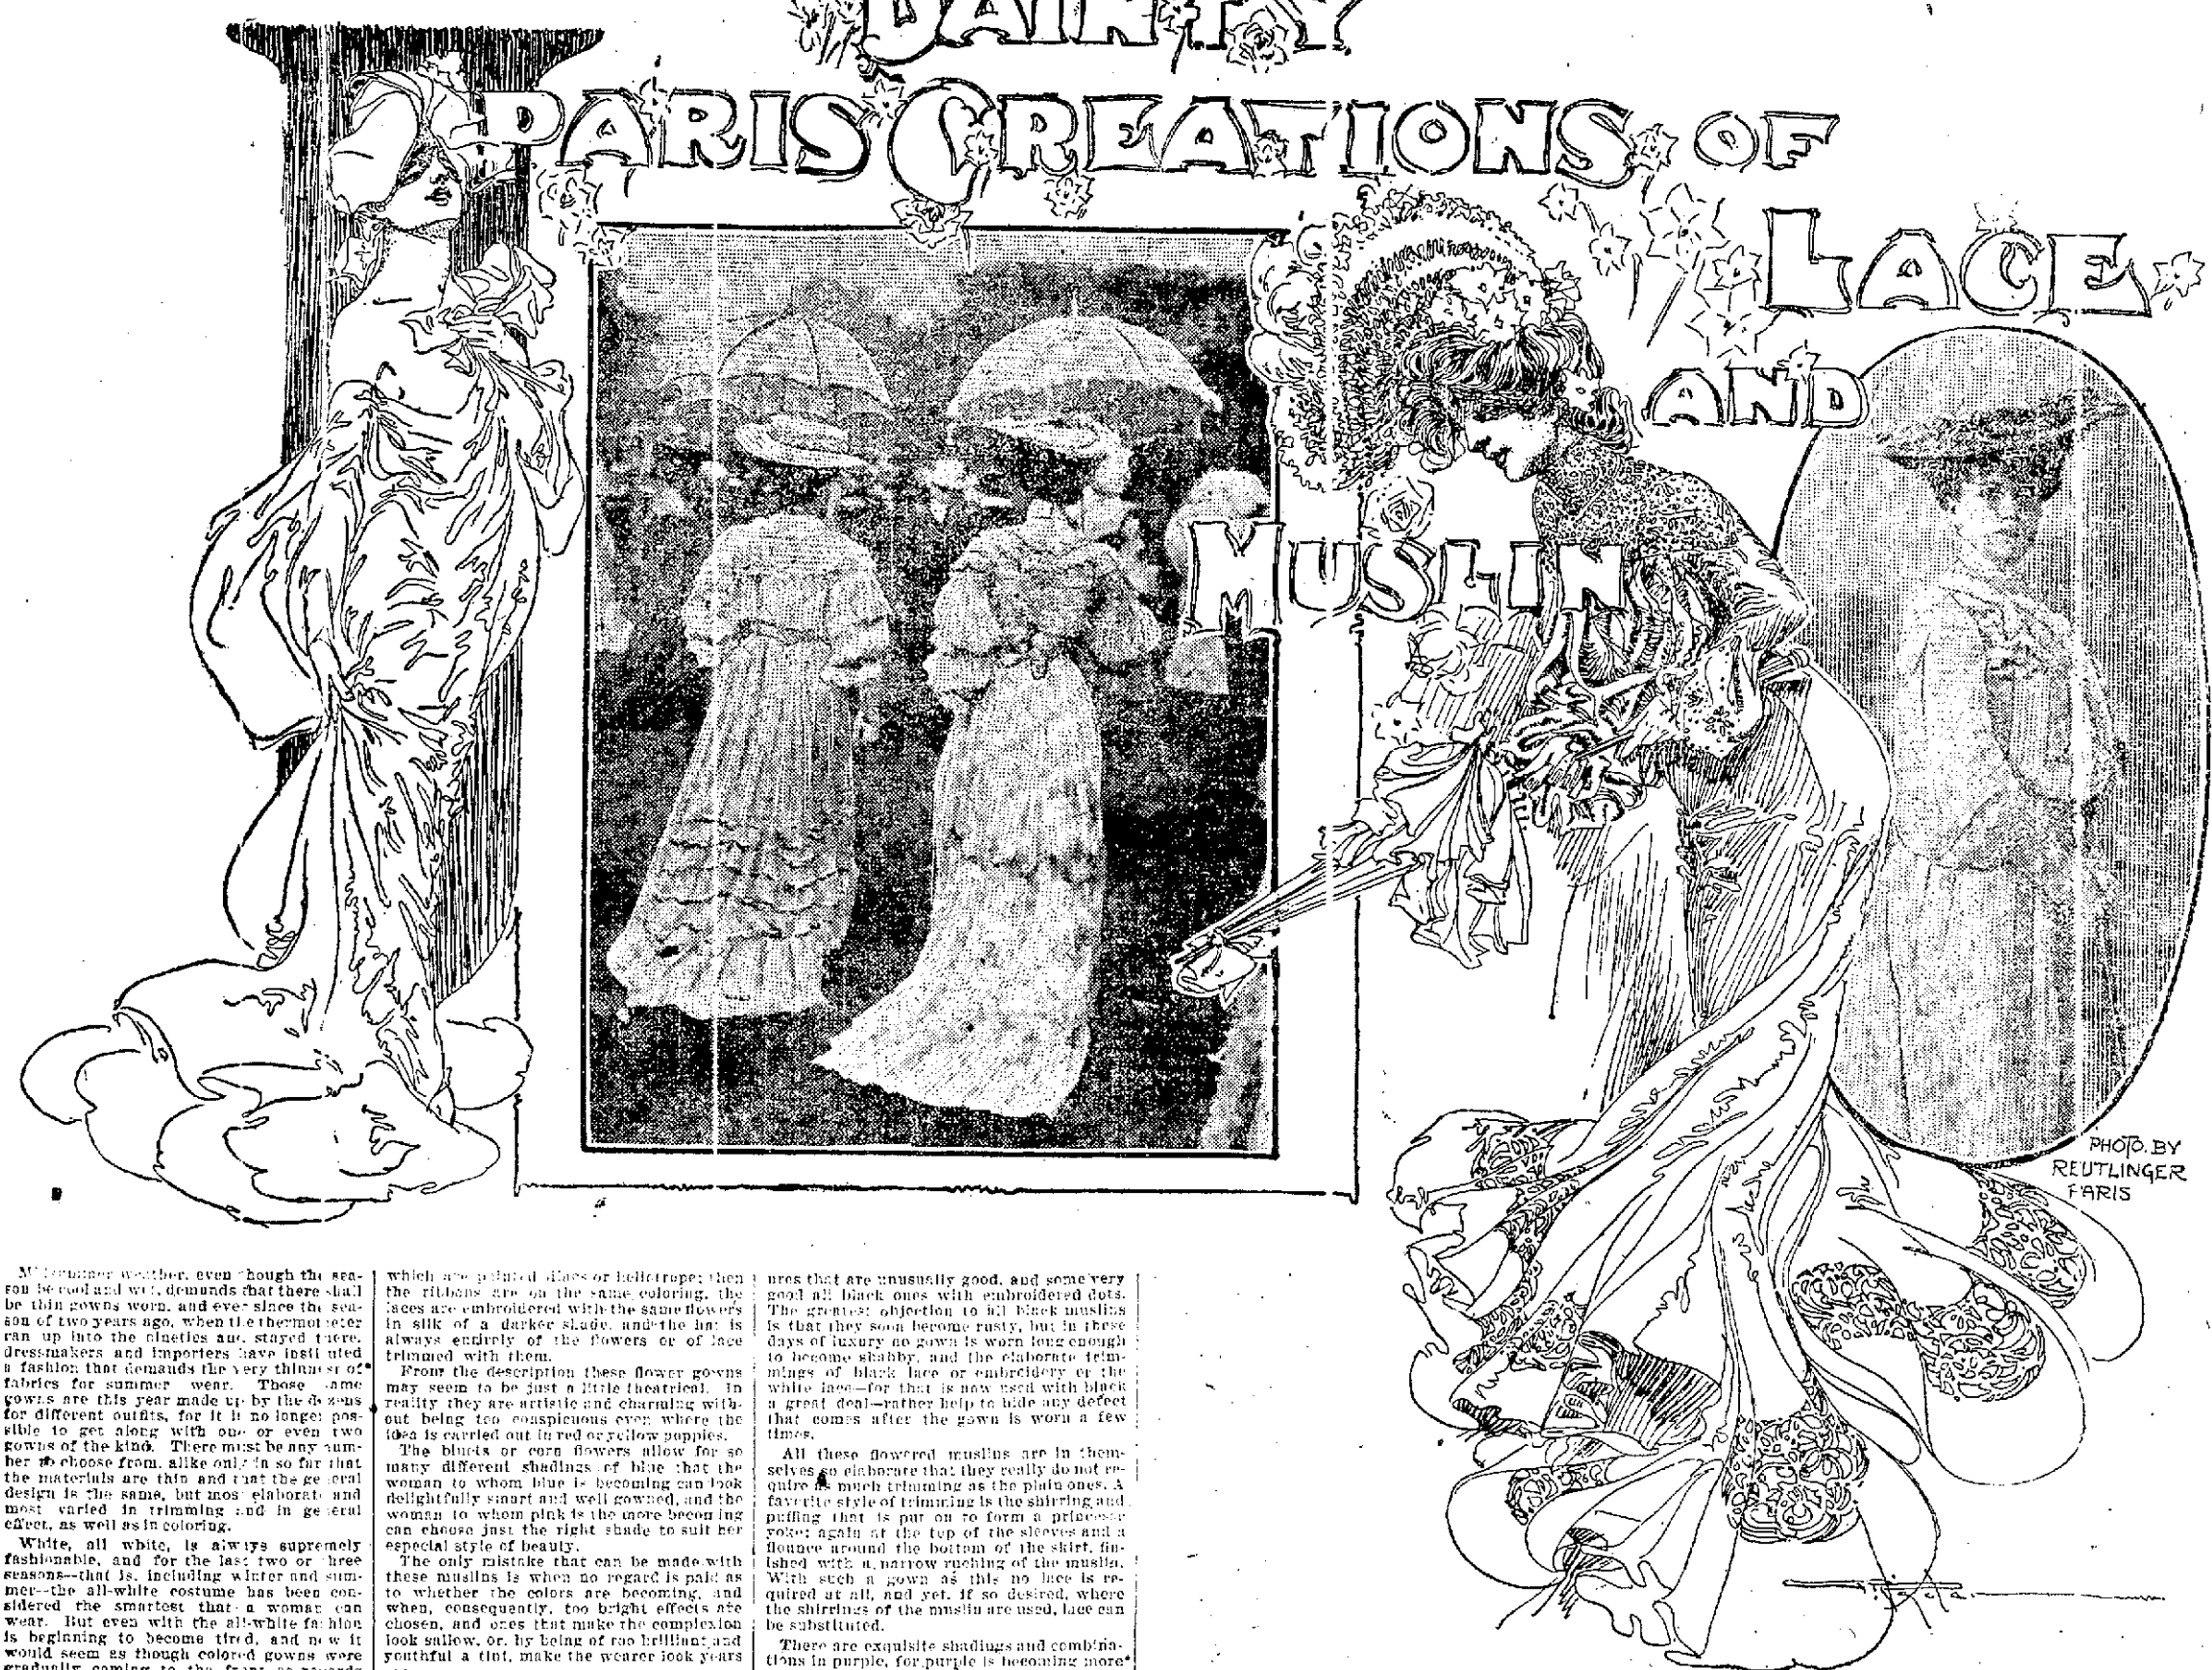 DAINTY
PARIS CREATIONS OF
LACE
AND
MUSLIN
PHOTO. BY
REUTLINGER
PARIS
weather, even though the sea-
son be cool and wet, demands that there shall
be thin gowns worn, and ever since the sea-
son of two years ago, when the thermometer
ran up into the nineties and stayed there,
dressmakers and importers have instituted
a fashion that demands the very thinnest of
fabrics for summer wear. Those same
gowns are this year made up by the dozens
for different outfits, for it is no longer pos-
sible to get along with one or even two
gowns of the kind. There must be any num-
ber to choose from, alike only in so far that
the materials are thin and that the general
design is the same, but most elaborate and
most varied in trimming and in general
effect, as well as in coloring.
White, all white, is always supremely
fashionable, and for the last two or three
seasons--that is, including winter and sum-
mer--the all-white costume has been con-
sidered the smartest that a woman can
wear. But even with the all-white fashion
is beginning to become tired, and now it
would seem as though colored gowns were
gradually coming to the front as regards
which are painted lilacs or heliotrope; then
the ribbons are on the same coloring, the
laces are embroidered with the same flowers
in silk of a darker shade, and the hat is
always entirely of the flowers or of lace
trimmed with them.
From the description these flower gowns
may seem to be just a little theatrical. In
reality they are artistic and charming with-
out being too conspicuous even where the
idea is carried out in red or yellow poppies.
The bluets or corn flowers allow for so
many different shadings of blue that the
woman to whom blue is becoming can look
delightfully smart and well gowned, and the
woman to whom pink is the more becoming
can choose just the right shade to suit her
especial style of beauty.
The only mistake that can be made with
these muslins is when no regard is paid as
to whether the colors are becoming, and
when, consequently, too bright effects are
chosen, and ones that make the complexion
look sallow, or, by being of too brilliant and
youthful a tint, make the wearer look years
ures that are unusually good, and some very
good all black ones with embroidered dots.
The greatest objection to all black muslins
is that they soon become rusty, but in these
days of luxury no gown is worn long enough
to become shabby, and the elaborate trim-
mings of black lace or embroidery or the
white lace--for that is now used with black
a great deal--rather help to hide any defect
that comes after the gown is worn a few
times.
All these flowered muslins are in them-
selves so elaborate that they really do not re-
quire as much trimming as the plain ones. A
favorite style of trimming is the shirring and
puffing that is put on to form a princesse
yoke; again at the top of the sleeves and a
flounce around the bottom of the skirt, fin-
ished with a narrow ruching of the muslin.
With such a gown as this no lace is re-
quired at all, and yet, if so desired, where
the shirrings of the muslin are used, lace can
be substituted.
There are exquisite shadings and combina-
tions in purple, for purple is becoming more